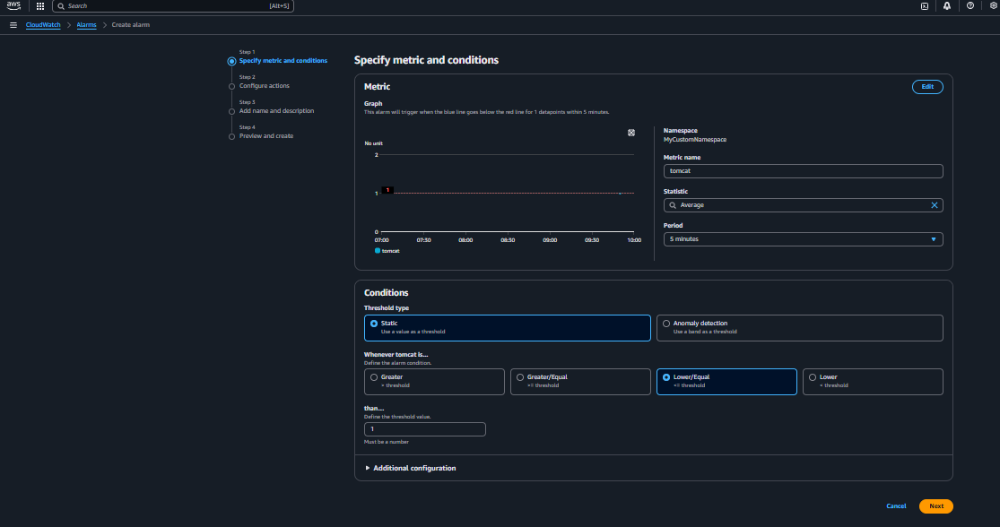 aws
Search [Alt+S]
CloudWatch > Alarms > Create alarm
Step 1
Specify metric and conditions
Step 2
Configure actions
Step 3
Add name and description
Step 4
Preview and create
Specify metric and conditions
Metric
Edit
Graph
This alarm will trigger when the blue line goes below the red line for 1 datapoints within 5 minutes.
No unit
2
1
1
0
07:00 07:30 08:00 08:30 09:00 09:30 10:00
tomcat
Namespace
MyCustomNamespace
Metric name
tomcat
Statistic
Average
Period
5 minutes
Conditions
Threshold type
Static
Use a value as a threshold
Anomaly detection
Use a band as a threshold
Whenever tomcat is...
Define the alarm condition.
Greater
> threshold
Greater/Equal
>= threshold
Lower/Equal
<= threshold
Lower
< threshold
than...
Define the threshold value.
1
Must be a number
Additional configuration
Cancel
Next